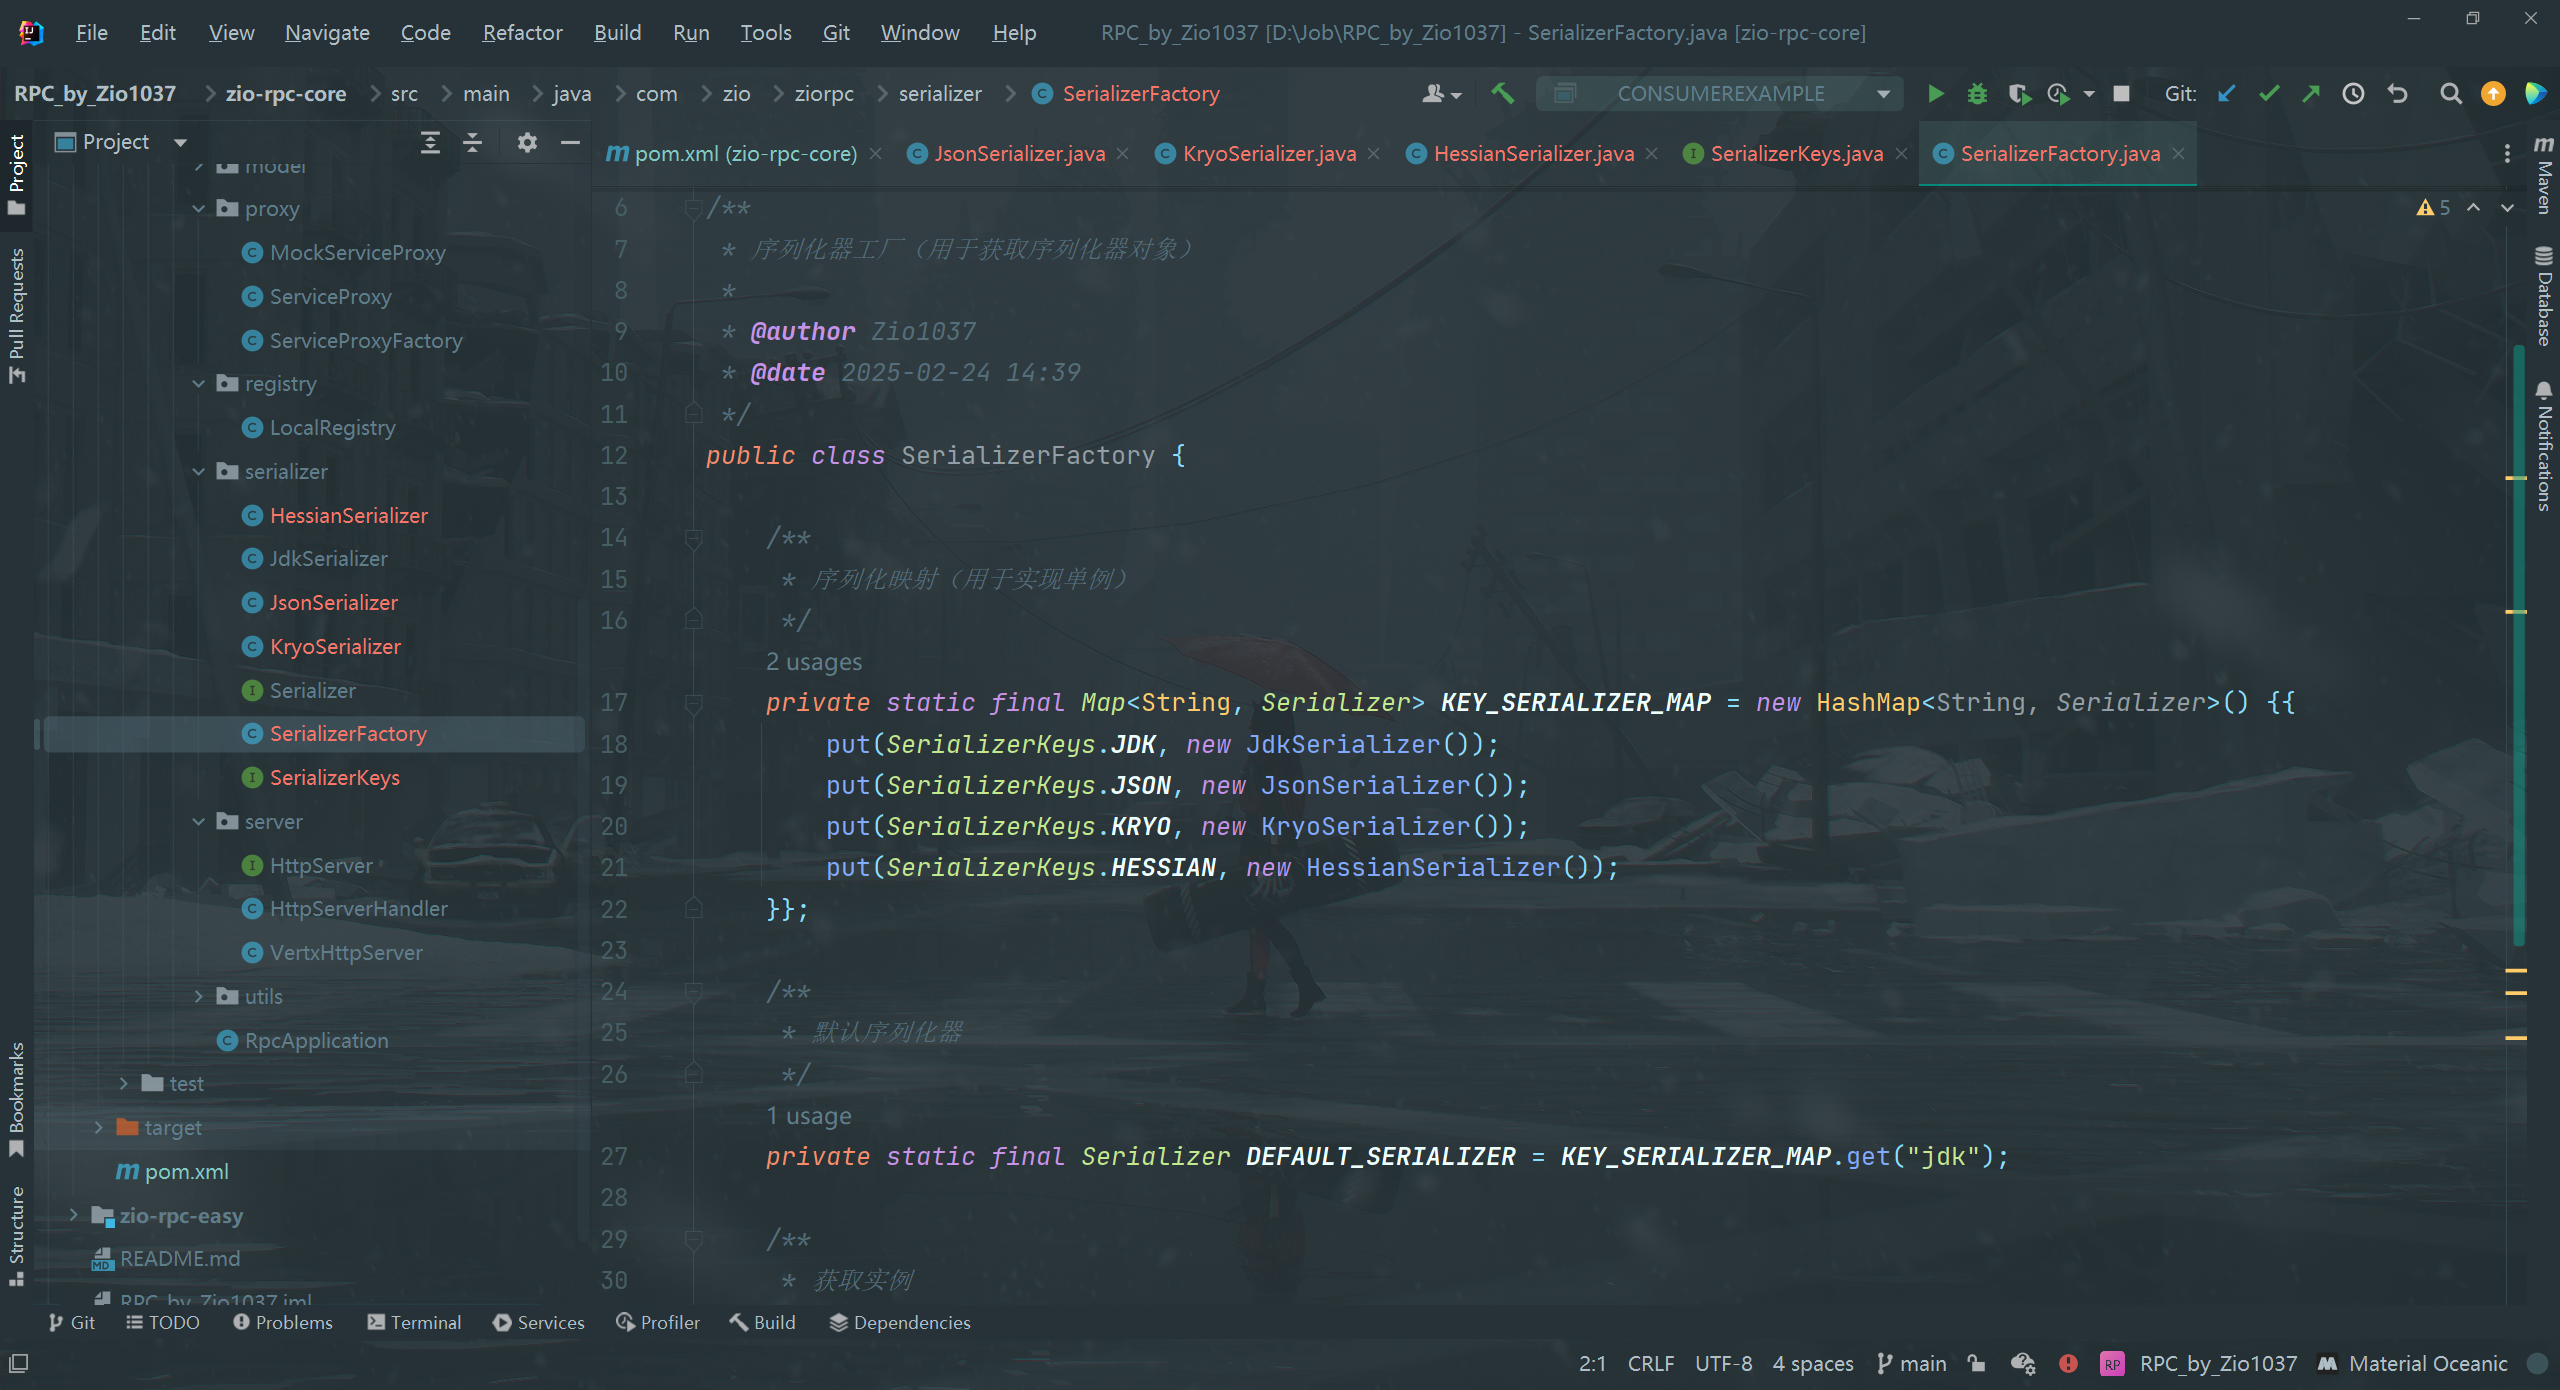 File Edit View Navigate Code Refactor Build Run Tools Git Window Help RPC_by_Zio1037 [D:\Job\RPC_by_Zio1037] - SerializerFactory.java [zio-rpc-core]
RPC_by_Zio1037 zio-rpc-core src main java com zio ziorpc serializer SerializerFactory CONSUMEREXAMPLE Git:
Project
pom.xml (zio-rpc-core) JsonSerializer.java KryoSerializer.java HessianSerializer.java SerializerKeys.java SerializerFactory.java
Project
Pull Requests
Bookmarks
Structure
model
proxy
MockServiceProxy
ServiceProxy
ServiceProxyFactory
registry
LocalRegistry
serializer
HessianSerializer
JdkSerializer
JsonSerializer
KryoSerializer
Serializer
SerializerFactory
SerializerKeys
server
HttpServer
HttpServerHandler
VertxHttpServer
utils
RpcApplication
test
target
pom.xml
zio-rpc-easy
README.md
RPC_by_Zio1037.iml
5
6 /**
7 * 序列化器工厂（用于获取序列化器对象）
8 *
9 * @author Zio1037
10 * @date 2025-02-24 14:39
11 */
12 public class SerializerFactory {
13
14 /**
15 * 序列化映射（用于实现单例）
16 */
2 usages
17 private static final Map<String, Serializer> KEY_SERIALIZER_MAP = new HashMap<String, Serializer>() {{
18 put(SerializerKeys.JDK, new JdkSerializer());
19 put(SerializerKeys.JSON, new JsonSerializer());
20 put(SerializerKeys.KRYO, new KryoSerializer());
21 put(SerializerKeys.HESSIAN, new HessianSerializer());
22 }};
23
24 /**
25 * 默认序列化器
26 */
1 usage
27 private static final Serializer DEFAULT_SERIALIZER = KEY_SERIALIZER_MAP.get("jdk");
28
29 /**
30 * 获取实例
Maven
Database
Notifications
Git TODO Problems Terminal Services Profiler Build Dependencies
2:1 CRLF UTF-8 4 spaces main RP RPC_by_Zio1037 Material Oceanic